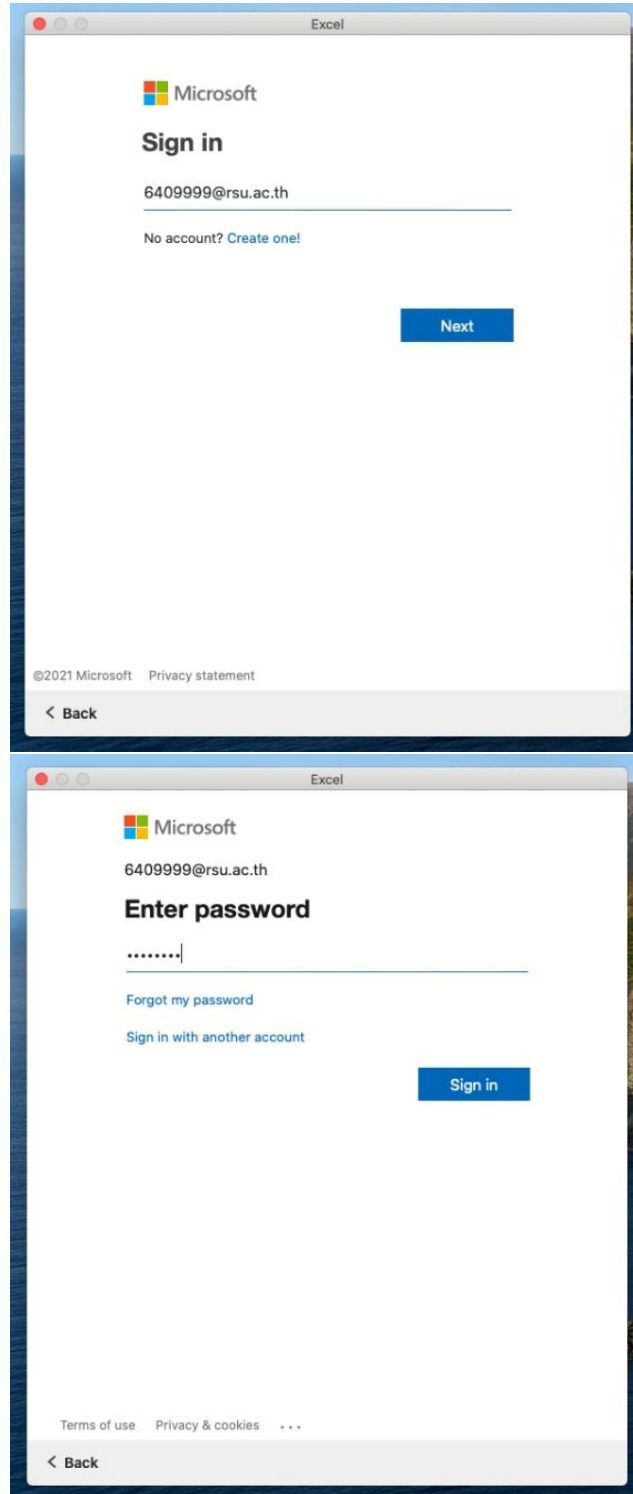 Excel
Microsoft
Sign in
6409999@rsu.ac.th
No account? Create one!
Next
©2021 Microsoft Privacy statement
< Back
Excel
Microsoft
6409999@rsu.ac.th
Enter password
••••••••
Forgot my password
Sign in with another account
Sign in
Terms of use Privacy & cookies ...
< Back